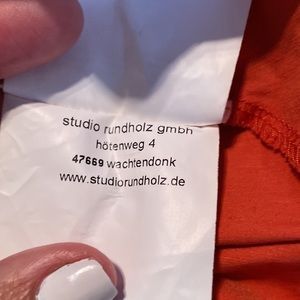 studio rundholz gmbh
hötenweg 4
47669 wachtendonk
www.studiorundholz.de